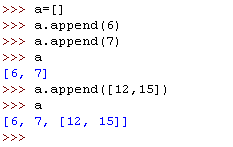 >>> a=[]
>>> a.append(6)
>>> a.append(7)
>>> a
[6, 7]
>>> a.append([12,15])
>>> a
[6, 7, [12, 15]]
>>>